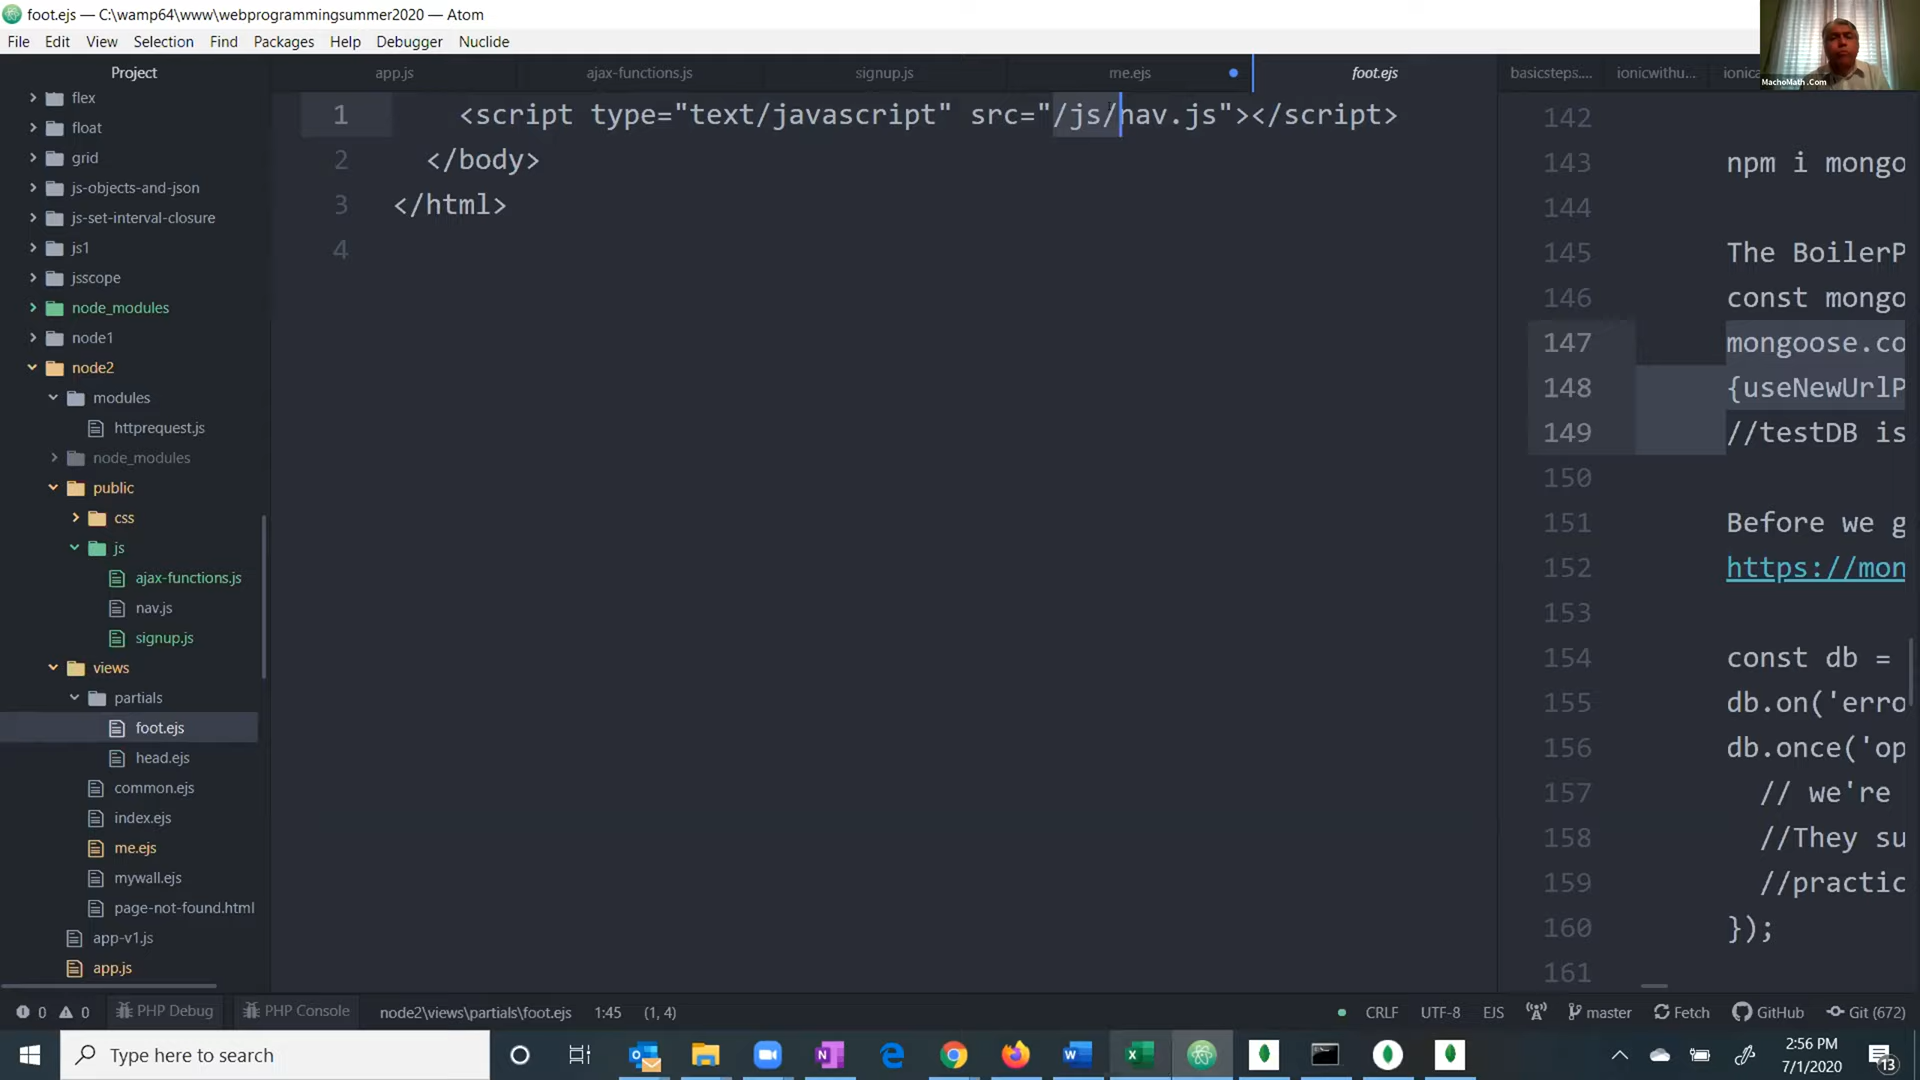 foot.ejs — C:\wamp64\www\webprogrammingsummer2020 — Atom
File Edit View Selection Find Packages Help Debugger Nuclide
MachoMath .Com
Project
app.js ajax-functions.js signup.js me.ejs foot.ejs basicsteps.... ionicwithu...
flex
float
grid
js-objects-and-json
js-set-interval-closure
js1
jsscope
node_modules
node1
node2
modules
httprequest.js
node_modules
public
css
js
ajax-functions.js
nav.js
signup.js
views
partials
foot.ejs
head.ejs
common.ejs
index.ejs
me.ejs
mywall.ejs
page-not-found.html
app-v1.js
app.js
1 <script type="text/javascript" src="/js/nav.js"></script>
2 </body>
3 </html>
4
142
143 npm i mongo
144
145 The BoilerP
146 const mongo
147 mongoose.co
148 {useNewUrlP
149 //testDB is
150
151 Before we g
152 https://mon
153
154 const db =
155 db.on('erro
156 db.once('op
157 // we're
158 //They su
159 //practic
160 });
161
0 0 PHP Debug PHP Console node2\views\partials\foot.ejs 1:45 (1, 4) CRLF UTF-8 EJS master Fetch GitHub Git (672)
Type here to search
2:56 PM
7/1/2020
13